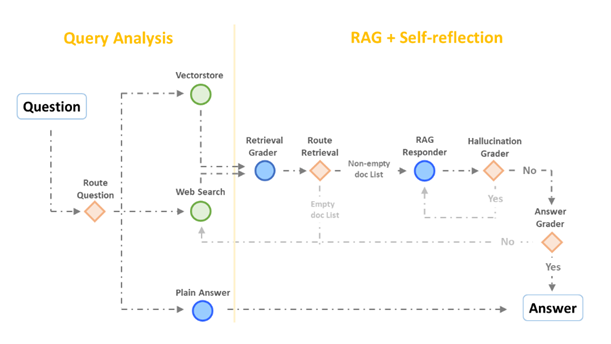 Query Analysis
RAG + Self-reflection
Vectorstore
Question
Retrieval
Grader
Route
Retrieval
RAG
Responder
Hallucination
Grader
Non-empty
doc List
No
Route
Question
Web Search
Empty
doc List
Yes
Answer
Grader
No
Yes
Plain Answer
Answer